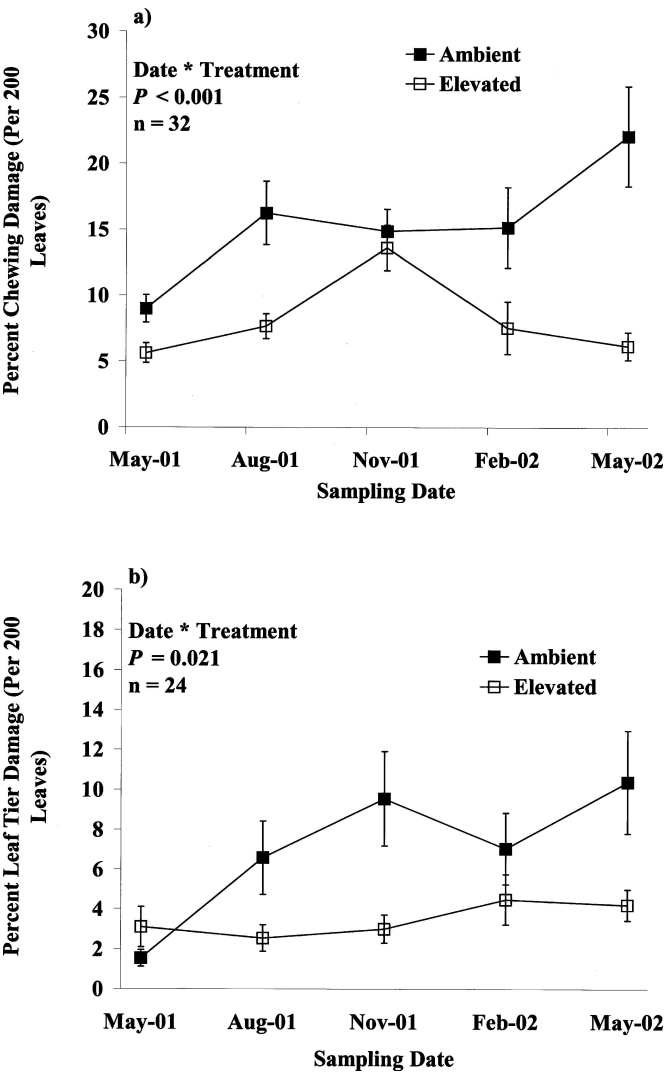 a)
Percent Chewing Damage (Per 200
Leaves)
30
25
20
15
10
5
0
Date * Treatment
P < 0.001
n = 32
Ambient
Elevated
May-01 Aug-01 Nov-01 Feb-02 May-02
Sampling Date
b)
Percent Leaf Tier Damage (Per 200
Leaves)
20
18
16
14
12
10
8
6
4
2
0
Date * Treatment
P = 0.021
n = 24
Ambient
Elevated
May-01 Aug-01 Nov-01 Feb-02 May-02
Sampling Date